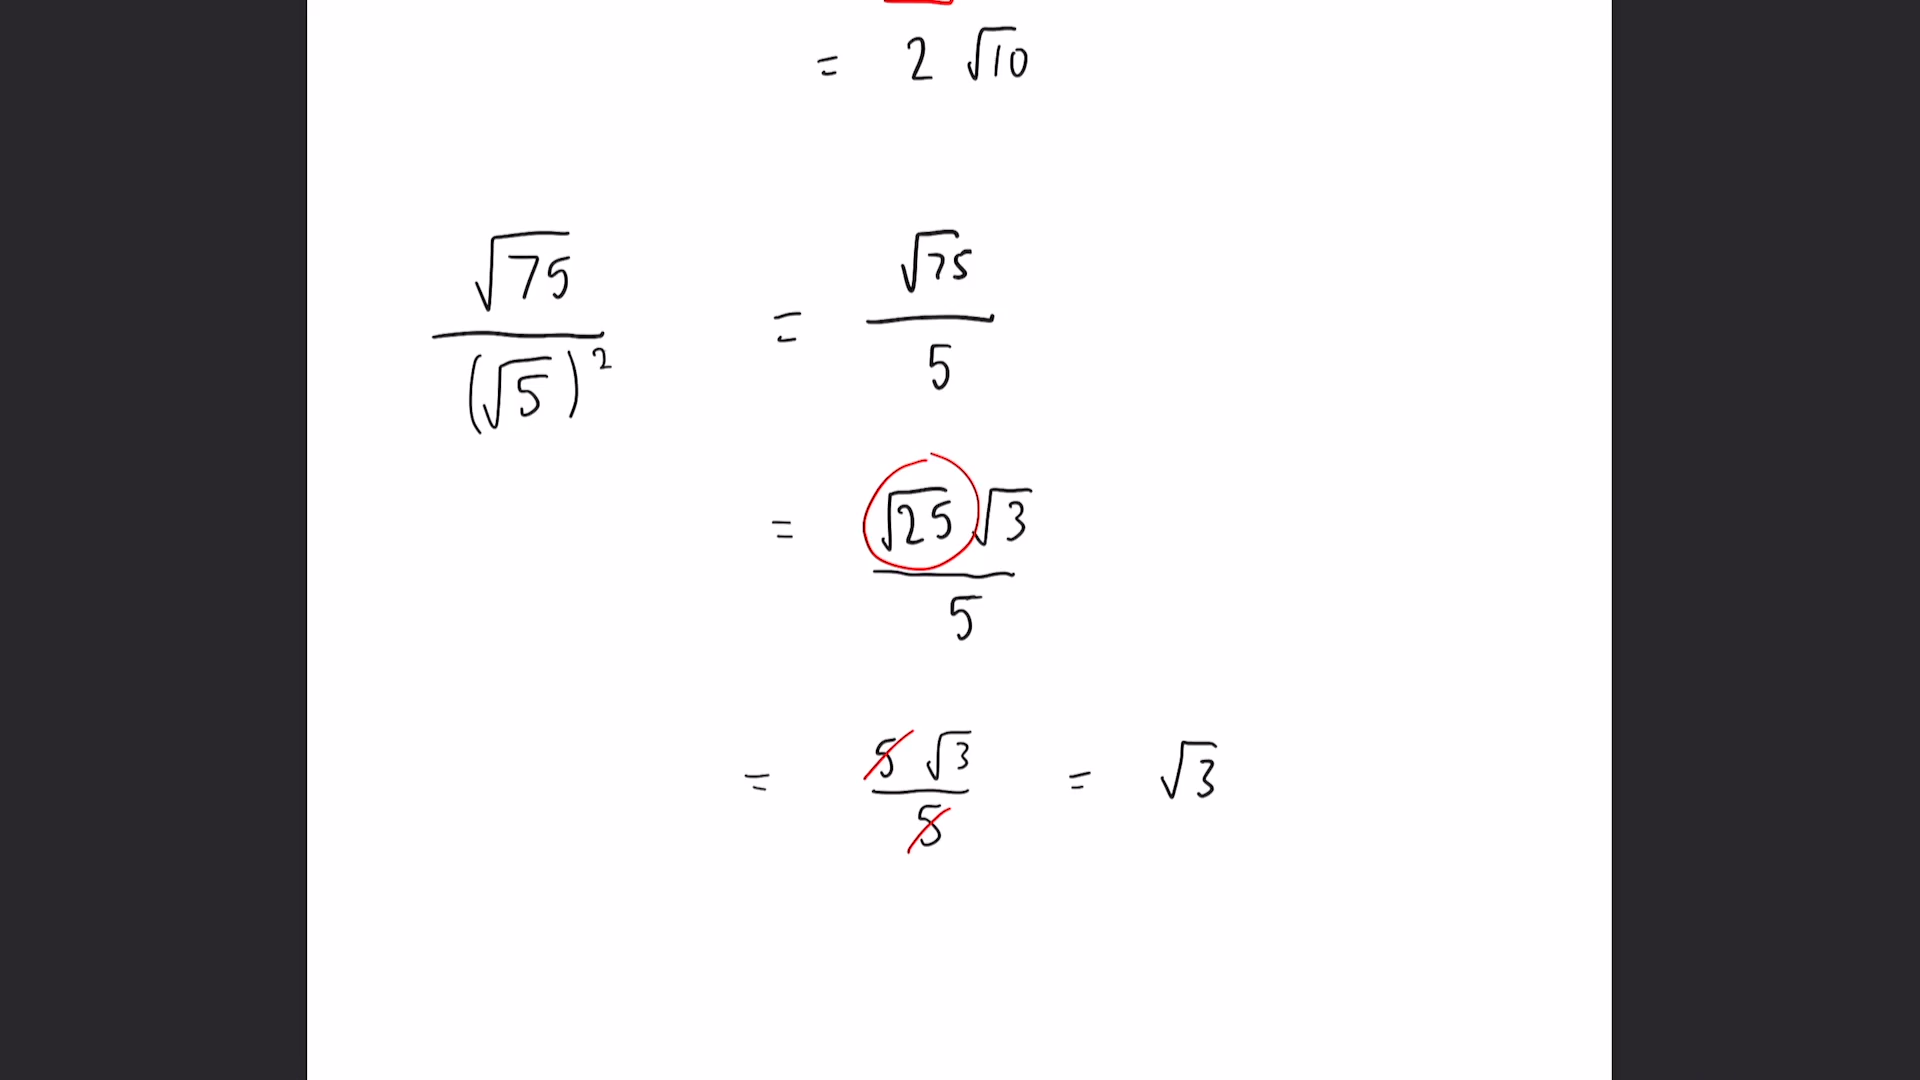 = 2 √10
√75 / (√5)² = √75 / 5
= √25 √3 / 5
= 5 √3 / 5 = √3